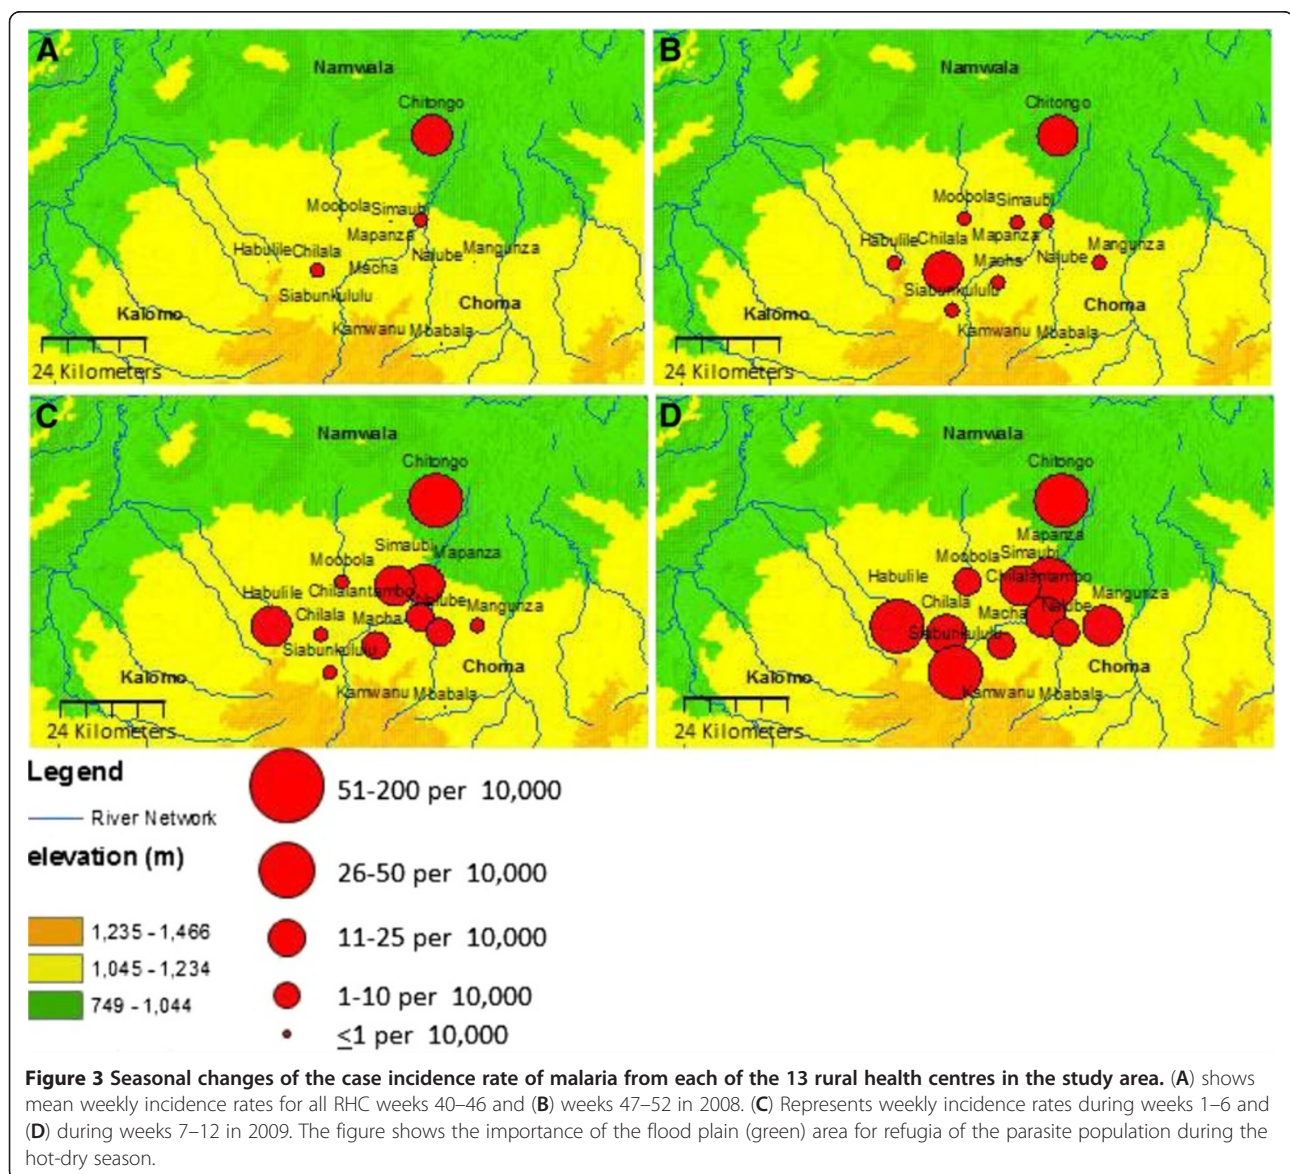 A
Namwala
Chitongo
Moobola Simaubi
Mapanza
Habulile Chilala
Nalube Mangunza
Macha
Siabunkululu
Choma
Kalomo
Kamwanu Mbabala
24 Kilometers
B
Namwala
Chitongo
Moobola Simaubi
Habulile Chilala Mapanza
Mangunza
Macha Nalube
Siabunkululu
Choma
Kalomo
Kamwanu Mbabala
24 Kilometers
C
Namwala
Chitongo
Simaubi Mapanza
Moobola
Habulile Chilalantambo
Nalube Mangunza
Chilala Macha
Siabunkululu
Choma
Kalomo
Kamwanu Mbabala
24 Kilometers
D
Namwala
Chitongo
Mapanza
Moobola Simaubi
Habulile Chilalantambo
Mangunza
Chilala Macha Nalube
Siabunkululu
Choma
Kalomo
Kamwanu Mbabala
24 Kilometers
Legend
River Network
elevation (m)
1,235 - 1,466
1,045 - 1,234
749 - 1,044
51-200 per 10,000
26-50 per 10,000
11-25 per 10,000
1-10 per 10,000
≤1 per 10,000
Figure 3 Seasonal changes of the case incidence rate of malaria from each of the 13 rural health centres in the study area. (A) shows
mean weekly incidence rates for all RHC weeks 40–46 and (B) weeks 47–52 in 2008. (C) Represents weekly incidence rates during weeks 1–6 and
(D) during weeks 7–12 in 2009. The figure shows the importance of the flood plain (green) area for refugia of the parasite population during the
hot-dry season.